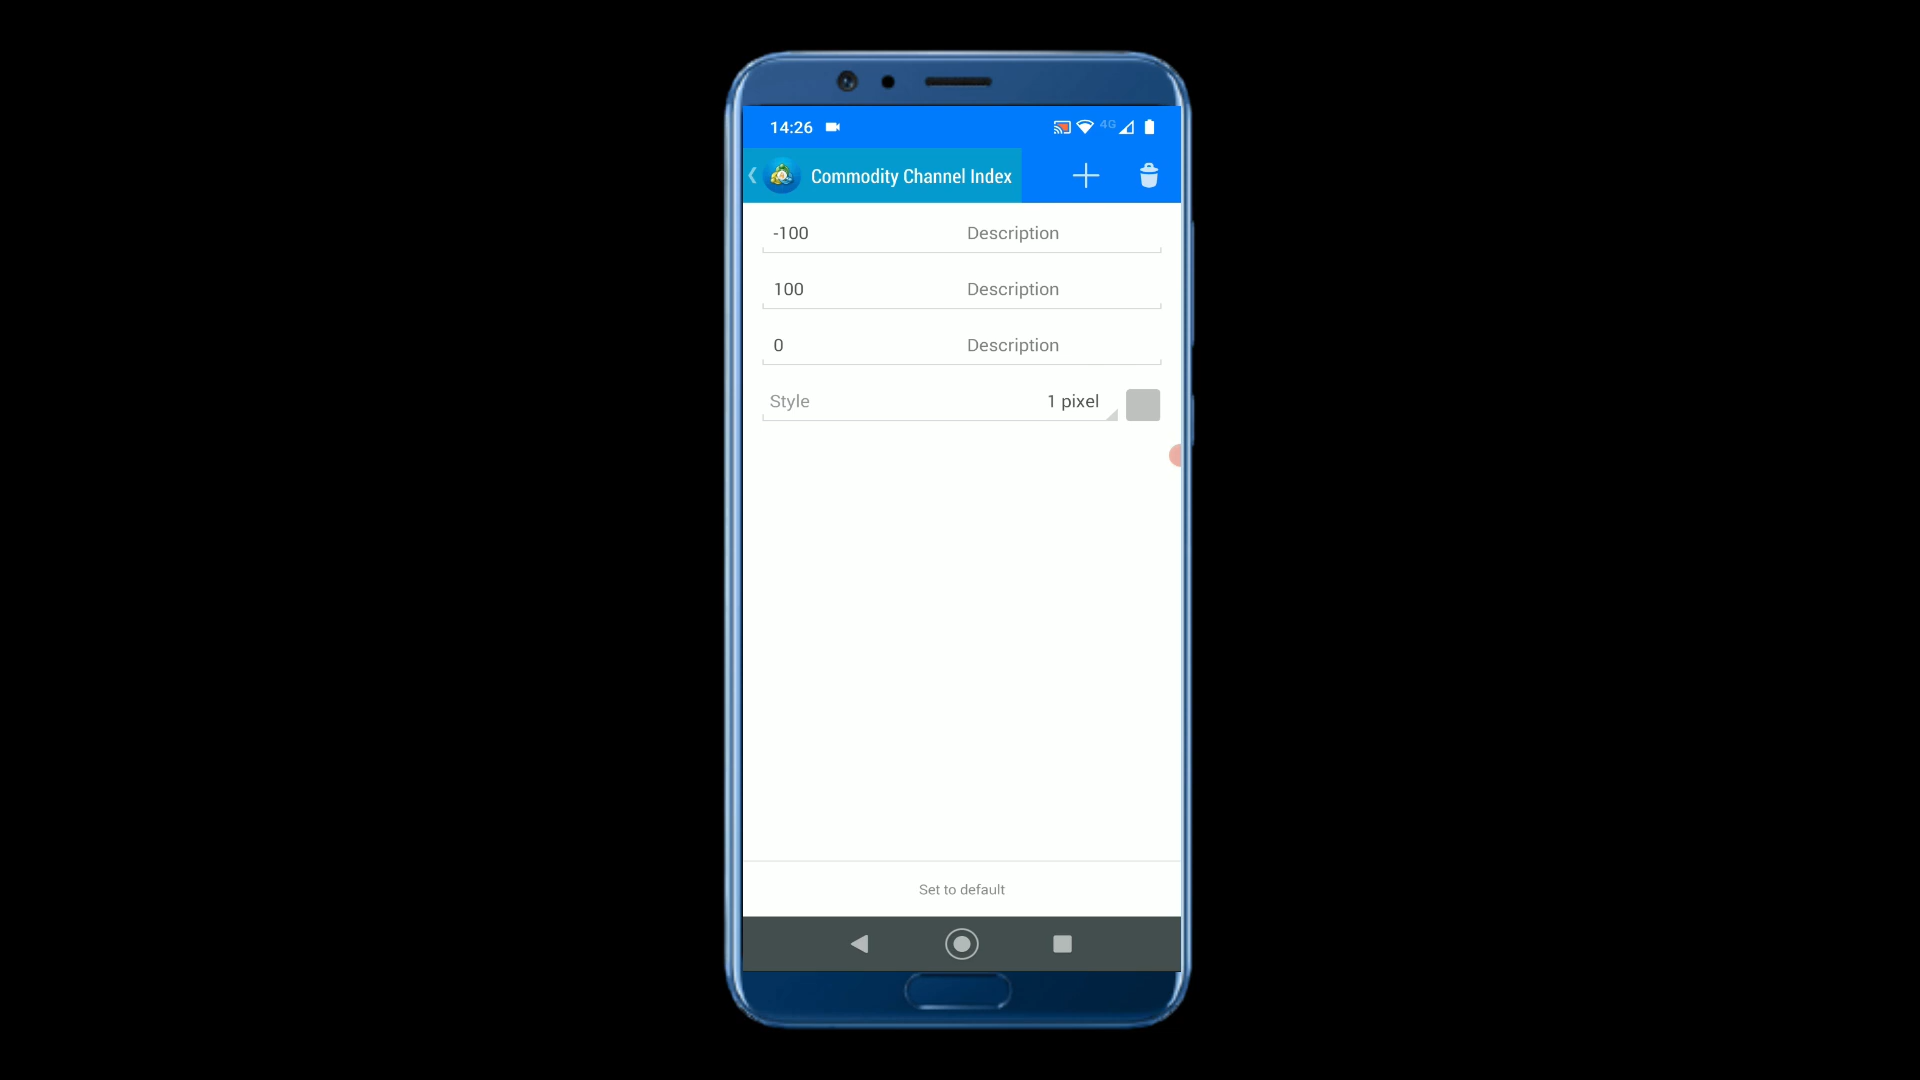 14:26 4G
Commodity Channel Index
-100 Description
100 Description
0 Description
Style 1 pixel
Set to default